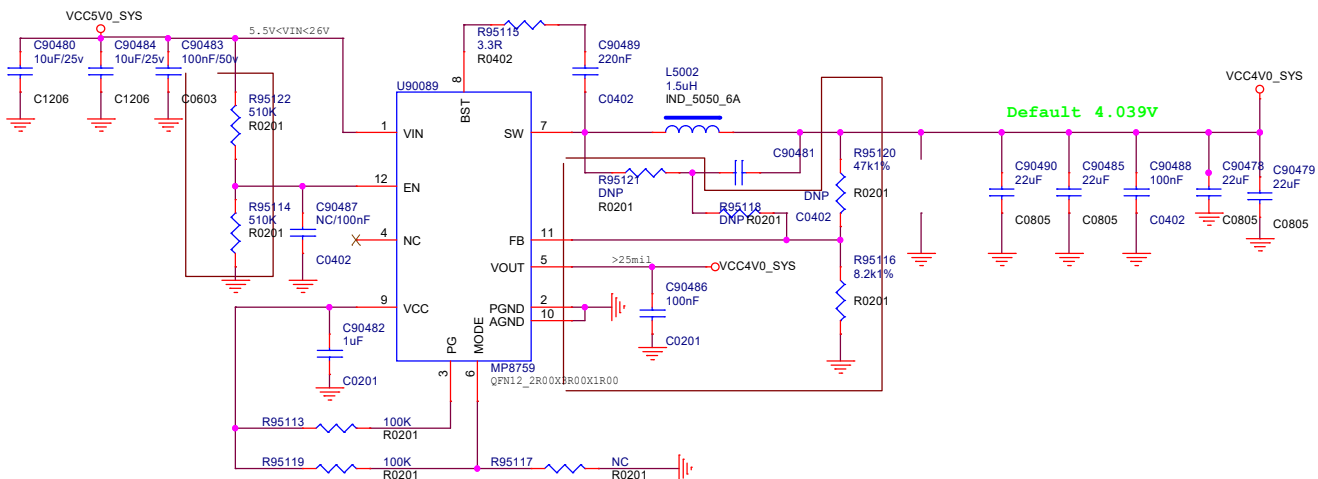 VCC5V0_SYS
5.5V<VIN<26V
C90480
10uF/25v
C1206
C90484
10uF/25v
C1206
C90483
100nF/50v
C0603
R95122
510K
R0201
R95114
510K
R0201
C90487
NC/100nF
C0402
R95115
3.3R
R0402
C90489
220nF
C0402
L5002
1.5uH
IND_5050_6A
VCC4V0_SYS
Default 4.039V
U90089
8
BST
1
VIN
SW
7
12
EN
4
NC
FB
11
VOUT
5
9
VCC
PGND
2
AGND
10
PG
3
MODE
6
MP8759
QFN12_2R00X3R00X1R00
C90481
DNP
C0402
R95121
DNP
R0201
R95118
DNP
R0201
R95120
47k1%
R0201
R95116
8.2k1%
R0201
>25mil
VCC4V0_SYS
C90486
100nF
C0201
C90490
22uF
C0805
C90485
22uF
C0805
C90488
100nF
C0402
C90478
22uF
C0805
C90479
22uF
C0805
C90482
1uF
C0201
R95113
100K
R0201
R95119
100K
R0201
R95117
NC
R0201